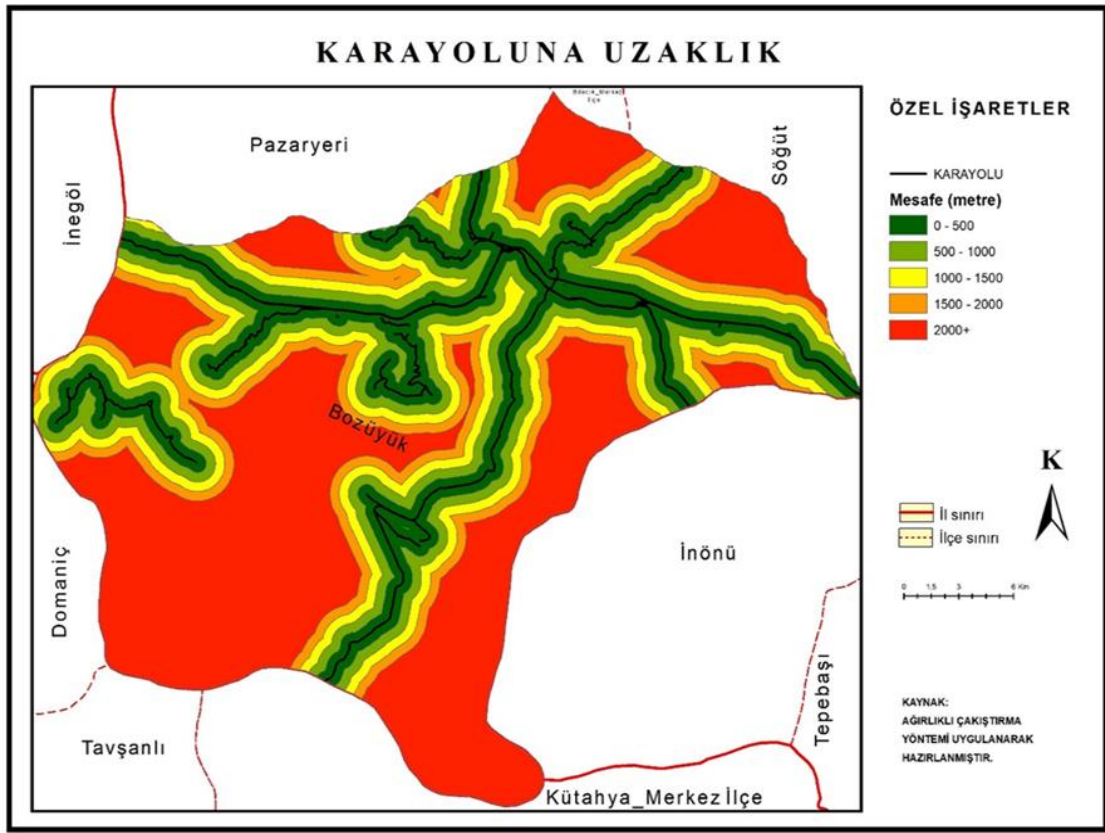 KARAYOLUNA UZAKLIK
Bilecik_Merkez
İlçe
Pazaryeri
Söğüt
İnegöl
Bozüyük
İnönü
Domaniç
Tepebaşı
Tavşanlı
Kütahya_Merkez İlçe
ÖZEL İŞARETLER
KARAYOLU
Mesafe (metre)
0 - 500
500 - 1000
1000 - 1500
1500 - 2000
2000+
K
İl sınırı
İlçe sınırı
0 1,5 3 6 Km
KAYNAK:
AĞIRLIKLI ÇAKIŞTIRMA
YÖNTEMİ UYGULANARAK
HAZIRLANMIŞTIR.